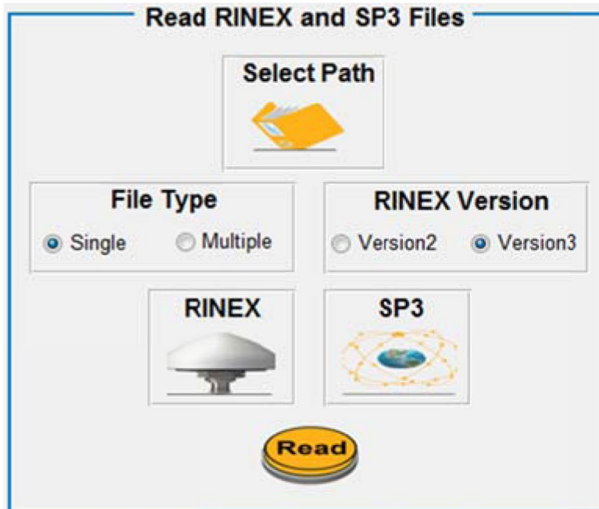 Read RINEX and SP3 Files
Select Path
File Type
RINEX Version
Single Multiple
Version2 Version3
RINEX
SP3
Read